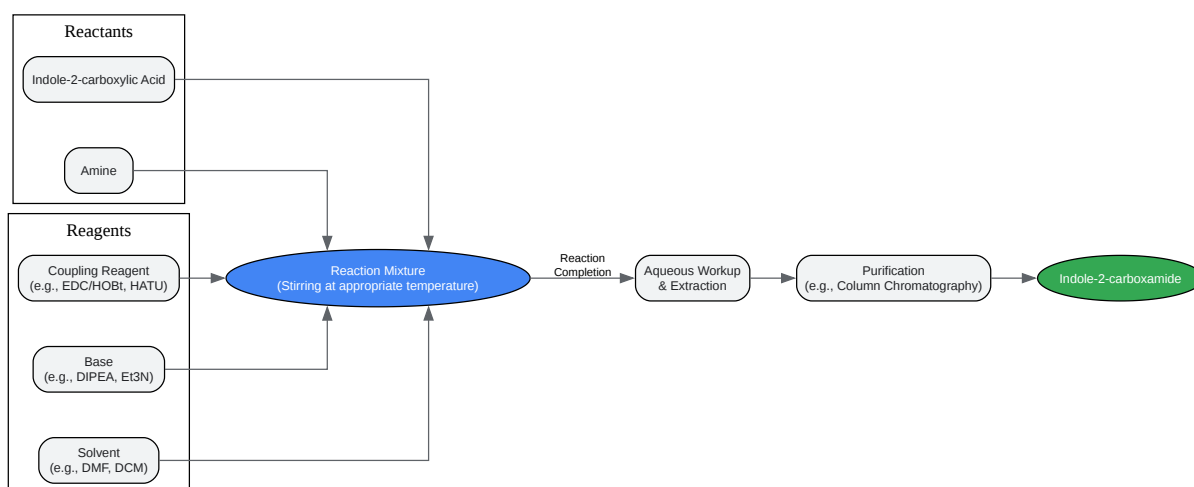 Reactants
Indole-2-carboxylic Acid
Amine
Reagents
Coupling Reagent
(e.g., EDC/HOBt, HATU)
Base
(e.g., DIPEA, Et3N)
Solvent
(e.g., DMF, DCM)
Reaction Mixture
(Stirring at appropriate temperature)
Reaction
Completion
Aqueous Workup
& Extraction
Purification
(e.g., Column Chromatography)
Indole-2-carboxamide